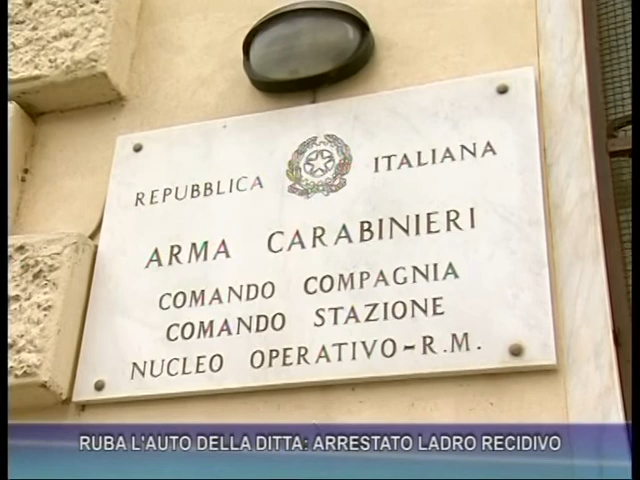 REPUBBLICA ITALIANA
ARMA CARABINIERI
COMANDO COMPAGNIA
COMANDO STAZIONE
NUCLEO OPERATIVO-R.M.
RUBA L'AUTO DELLA DITTA: ARRESTATO LADRO RECIDIVO